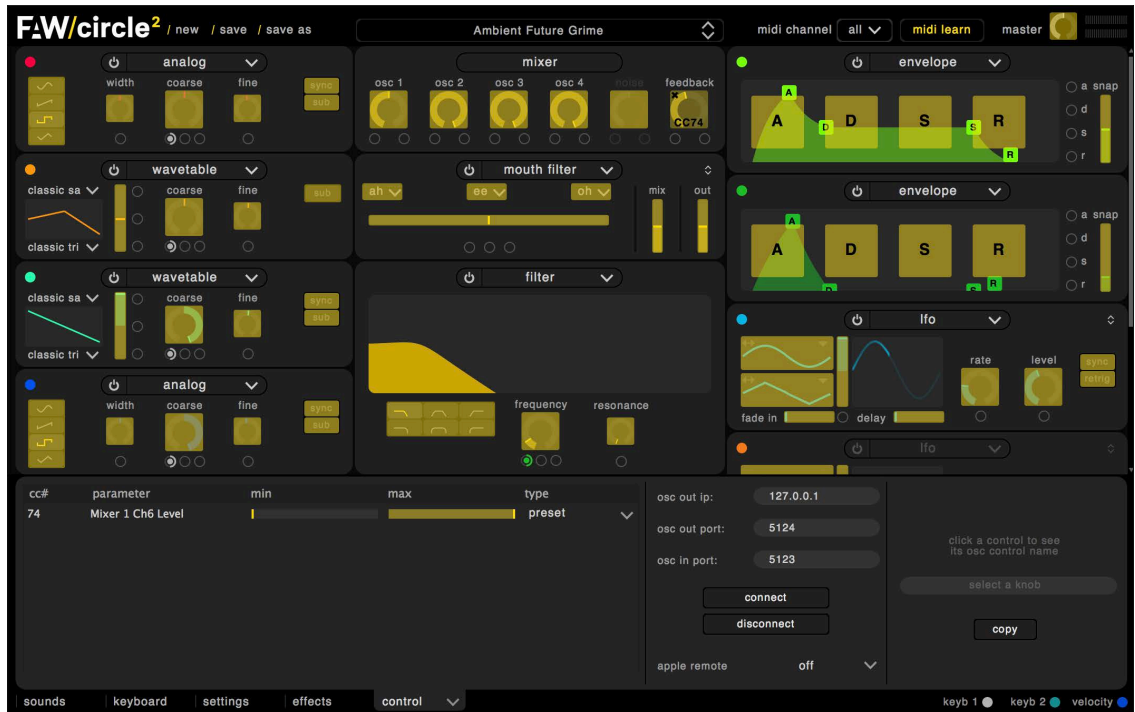 FAW/circle² / new / save / save as
Ambient Future Grime
midi channel all midi learn master
analog
width coarse fine
sync
sub
wavetable
classic sa coarse fine
sub
classic tri
wavetable
classic sa coarse fine
sync
sub
classic tri
analog
width coarse fine
sync
sub
mixer
osc 1 osc 2 osc 3 osc 4 noise feedback
CC74
mouth filter
ah ee oh mix out
filter
frequency resonance
envelope
A D S R
A D S R
a snap
d
s
r
envelope
A D S R
A D S R
a snap
d
s
r
lfo
rate level
sync
retrig
fade in delay
lfo
cc# parameter min max type
74 Mixer 1 Ch6 Level preset
osc out ip: 127.0.0.1
osc out port: 5124
osc in port: 5123
connect
disconnect
apple remote off
click a control to see
its osc control name
select a knob
copy
sounds keyboard settings effects control
keyb 1 keyb 2 velocity